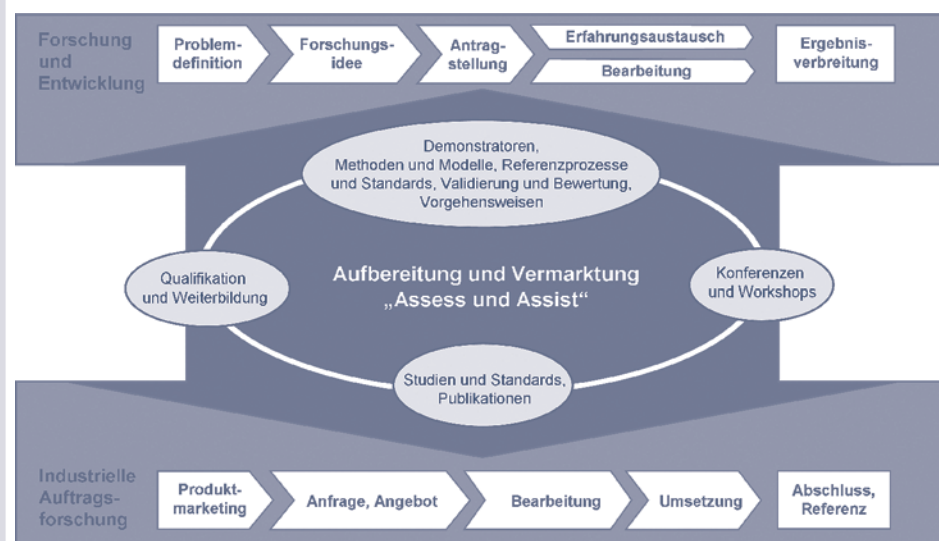 Forschung
und
Entwicklung
Problem-
definition
Forschungs-
idee
Antrag-
stellung
Erfahrungsaustausch
Bearbeitung
Ergebnis-
verbreitung
Demonstratoren,
Methoden und Modelle, Referenzprozesse
und Standards, Validierung und Bewertung,
Vorgehensweisen
Qualifikation
und Weiterbildung
Aufbereitung und Vermarktung
„Assess und Assist“
Konferenzen
und Workshops
Studien und Standards,
Publikationen
Industrielle
Auftrags-
forschung
Produkt-
marketing
Anfrage, Angebot
Bearbeitung
Umsetzung
Abschluss,
Referenz